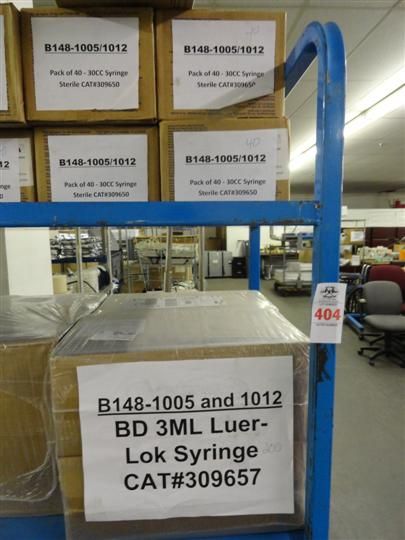 B148-1005/1012
Pack of 40 - 30CC Syringe
Sterile CAT#309650
B148-1005/1012
Pack of 40 - 30CC Syringe
Sterile CAT#309650
B148-1005/1012
Pack of 40 - 30CC Syringe
Sterile CAT#309650
40
B148-1005/1012
Pack of 40 - 30CC Syringe
Sterile CAT#309650
404
B148-1005 and 1012
BD 3ML Luer-
Lok Syringe
200
CAT#309657